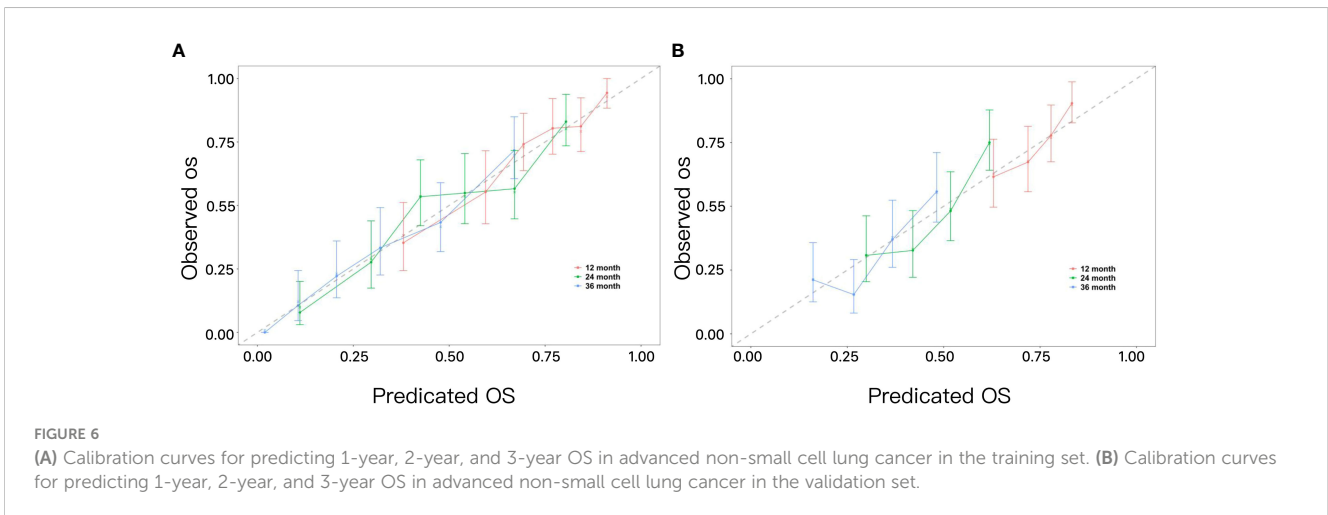 A
B
1.00
0.75
0.55
0.25
0.00
Observed os
0.00
0.25
0.50
0.75
1.00
Predicated OS
12 month
24 month
36 month
1.00
0.75
0.55
0.25
0.00
Observed os
0.00
0.25
0.50
0.75
1.00
Predicated OS
12 month
24 month
36 month
FIGURE 6
(A) Calibration curves for predicting 1-year, 2-year, and 3-year OS in advanced non-small cell lung cancer in the training set. (B) Calibration curves
for predicting 1-year, 2-year, and 3-year OS in advanced non-small cell lung cancer in the validation set.